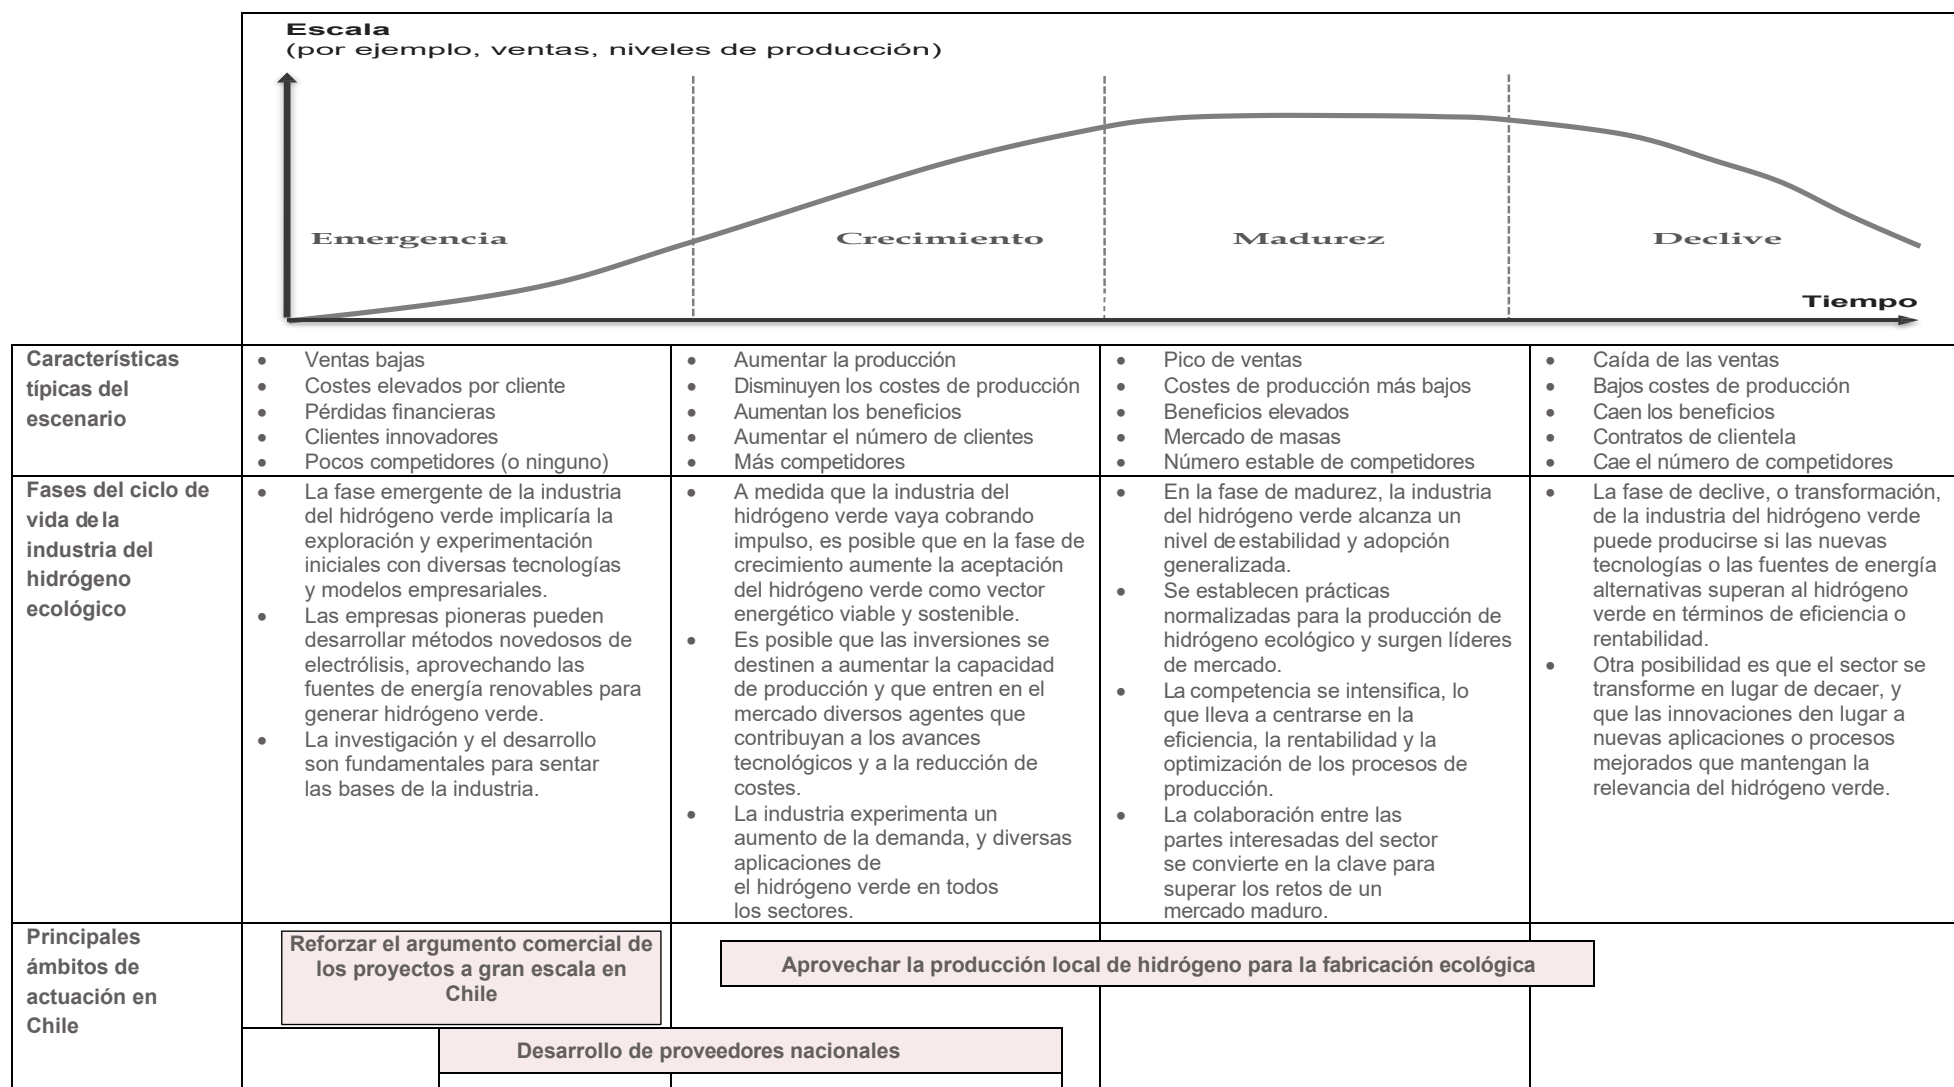 Escala
(por ejemplo, ventas, niveles de producción)
Emergencia
Crecimiento
Madurez
Declive
Tiempo
Características
típicas del
escenario
• Ventas bajas
• Costes elevados por cliente
• Pérdidas financieras
• Clientes innovadores
• Pocos competidores (o ninguno)
• Aumentar la producción
• Disminuyen los costes de producción
• Aumentan los beneficios
• Aumentar el número de clientes
• Más competidores
• Pico de ventas
• Costes de producción más bajos
• Beneficios elevados
• Mercado de masas
• Número estable de competidores
• Caída de las ventas
• Bajos costes de producción
• Caen los beneficios
• Contratos de clientela
• Cae el número de competidores
Fases del ciclo de
vida de la
industria del
hidrógeno
ecológico
• La fase emergente de la industria
del hidrógeno verde implicaría la
exploración y experimentación
iniciales con diversas tecnologías
y modelos empresariales.
• Las empresas pioneras pueden
desarrollar métodos novedosos de
electrólisis, aprovechando las
fuentes de energía renovables para
generar hidrógeno verde.
• La investigación y el desarrollo
son fundamentales para sentar
las bases de la industria.
• A medida que la industria del
hidrógeno verde vaya cobrando
impulso, es posible que en la fase de
crecimiento aumente la aceptación
del hidrógeno verde como vector
energético viable y sostenible.
• Es posible que las inversiones se
destinen a aumentar la capacidad
de producción y que entren en el
mercado diversos agentes que
contribuyan a los avances
tecnológicos y a la reducción de
costes.
• La industria experimenta un
aumento de la demanda, y diversas
aplicaciones de
el hidrógeno verde en todos
los sectores.
• En la fase de madurez, la industria
del hidrógeno verde alcanza un
nivel de estabilidad y adopción
generalizada.
• Se establecen prácticas
normalizadas para la producción de
hidrógeno ecológico y surgen líderes
de mercado.
• La competencia se intensifica, lo
que lleva a centrarse en la
eficiencia, la rentabilidad y la
optimización de los procesos de
producción.
• La colaboración entre las
partes interesadas del sector
se convierte en la clave para
superar los retos de un
mercado maduro.
• La fase de declive, o transformación,
de la industria del hidrógeno verde
puede producirse si las nuevas
tecnologías o las fuentes de energía
alternativas superan al hidrógeno
verde en términos de eficiencia o
rentabilidad.
• Otra posibilidad es que el sector se
transforme en lugar de decaer, y
que las innovaciones den lugar a
nuevas aplicaciones o procesos
mejorados que mantengan la
relevancia del hidrógeno verde.
Principales
ámbitos de
actuación en
Chile
Reforzar el argumento comercial de
los proyectos a gran escala en
Chile
Aprovechar la producción local de hidrógeno para la fabricación ecológica
Desarrollo de proveedores nacionales